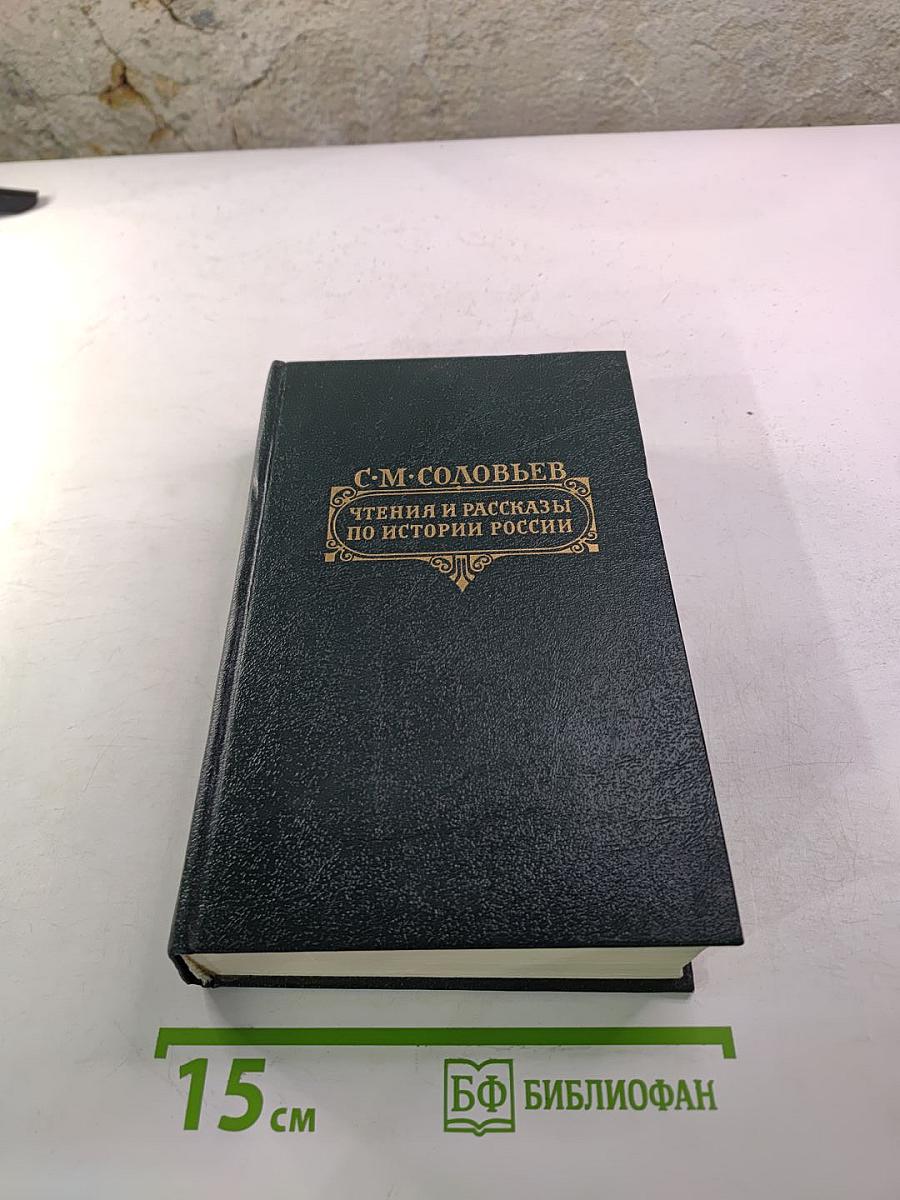 С·М·СОЛОВЬЕВ
ЧТЕНИЯ И РАССКАЗЫ
ПО ИСТОРИИ РОССИИ
15 см
БФ БИБЛИОФАН